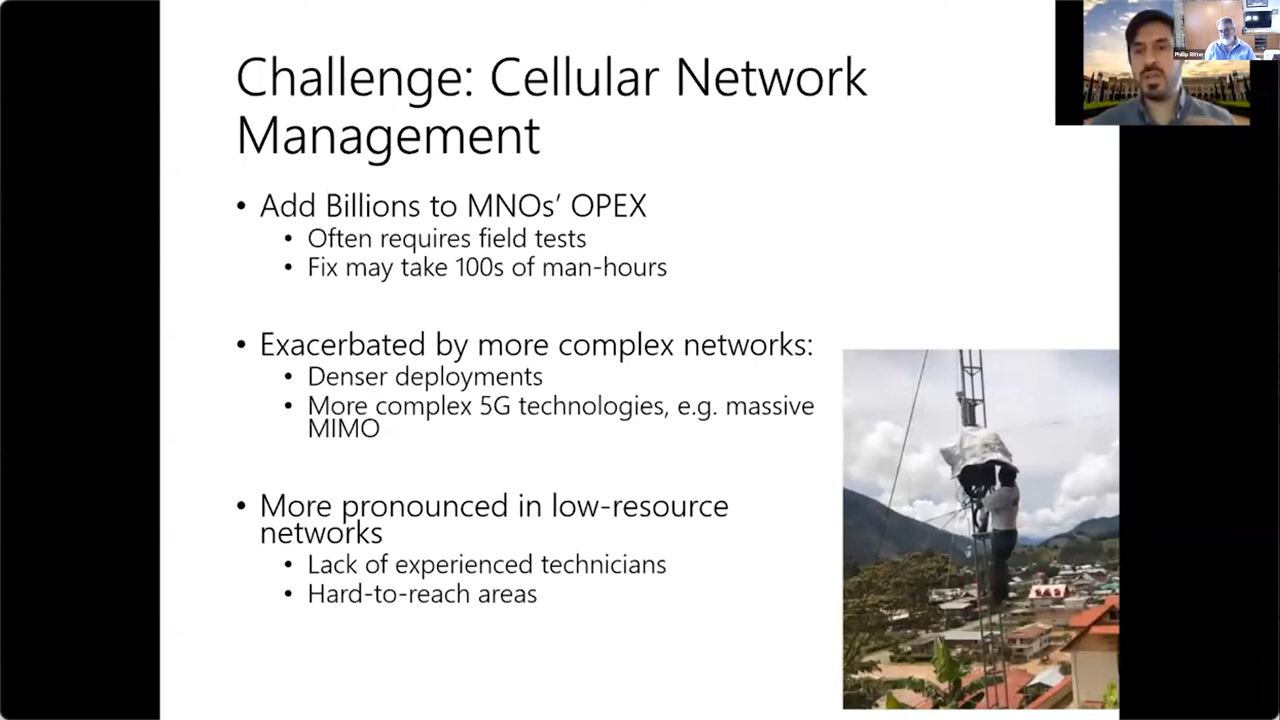 Challenge: Cellular Network
Management
• Add Billions to MNOs’ OPEX
• Often requires field tests
• Fix may take 100s of man-hours
• Exacerbated by more complex networks:
• Denser deployments
• More complex 5G technologies, e.g. massive
MIMO
• More pronounced in low-resource
networks
• Lack of experienced technicians
• Hard-to-reach areas
Philip Ritter